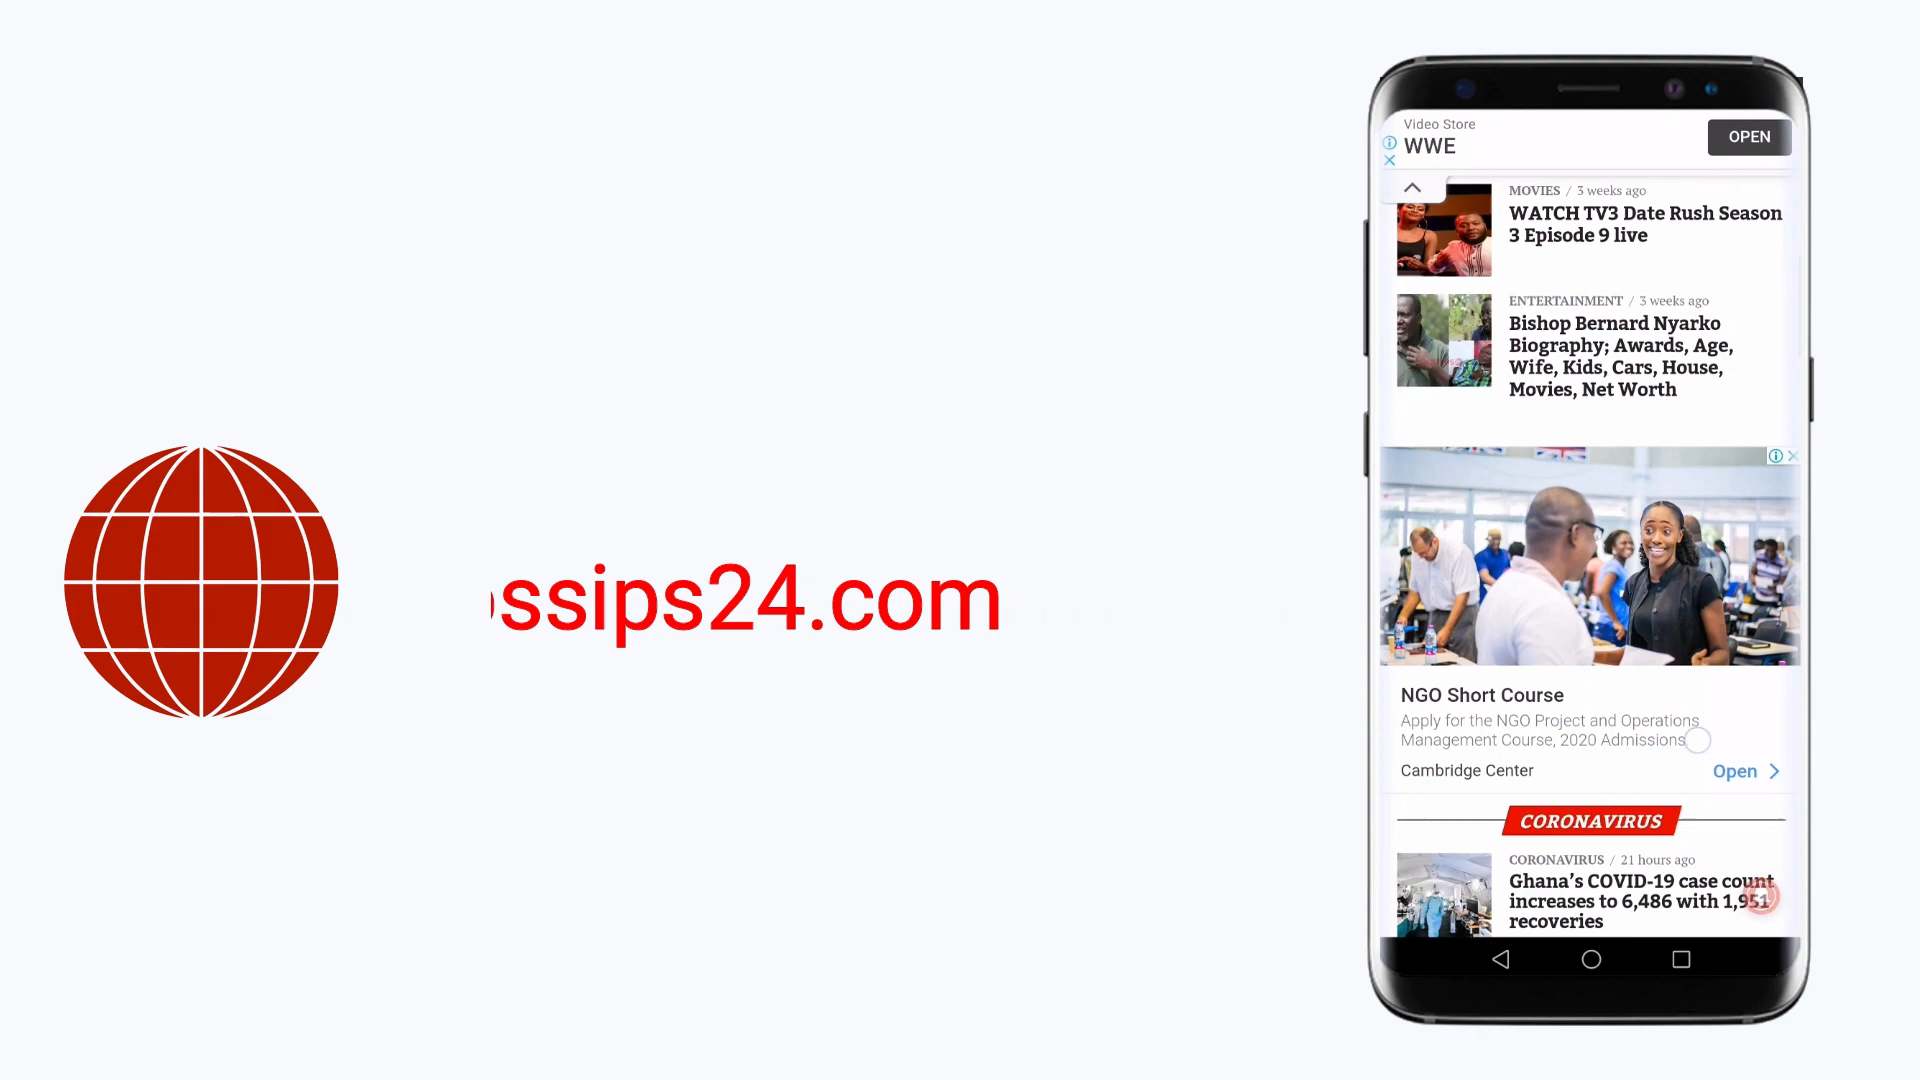 ossips24.com
Video Store
WWE
OPEN
MOVIES / 3 weeks ago
WATCH TV3 Date Rush Season
3 Episode 9 live
ENTERTAINMENT / 3 weeks ago
Bishop Bernard Nyarko
Biography; Awards, Age,
Wife, Kids, Cars, House,
Movies, Net Worth
NGO Short Course
Apply for the NGO Project and Operations
Management Course, 2020 Admissions
Cambridge Center
Open
CORONAVIRUS
CORONAVIRUS / 21 hours ago
Ghana’s COVID-19 case count
increases to 6,486 with 1,951
recoveries